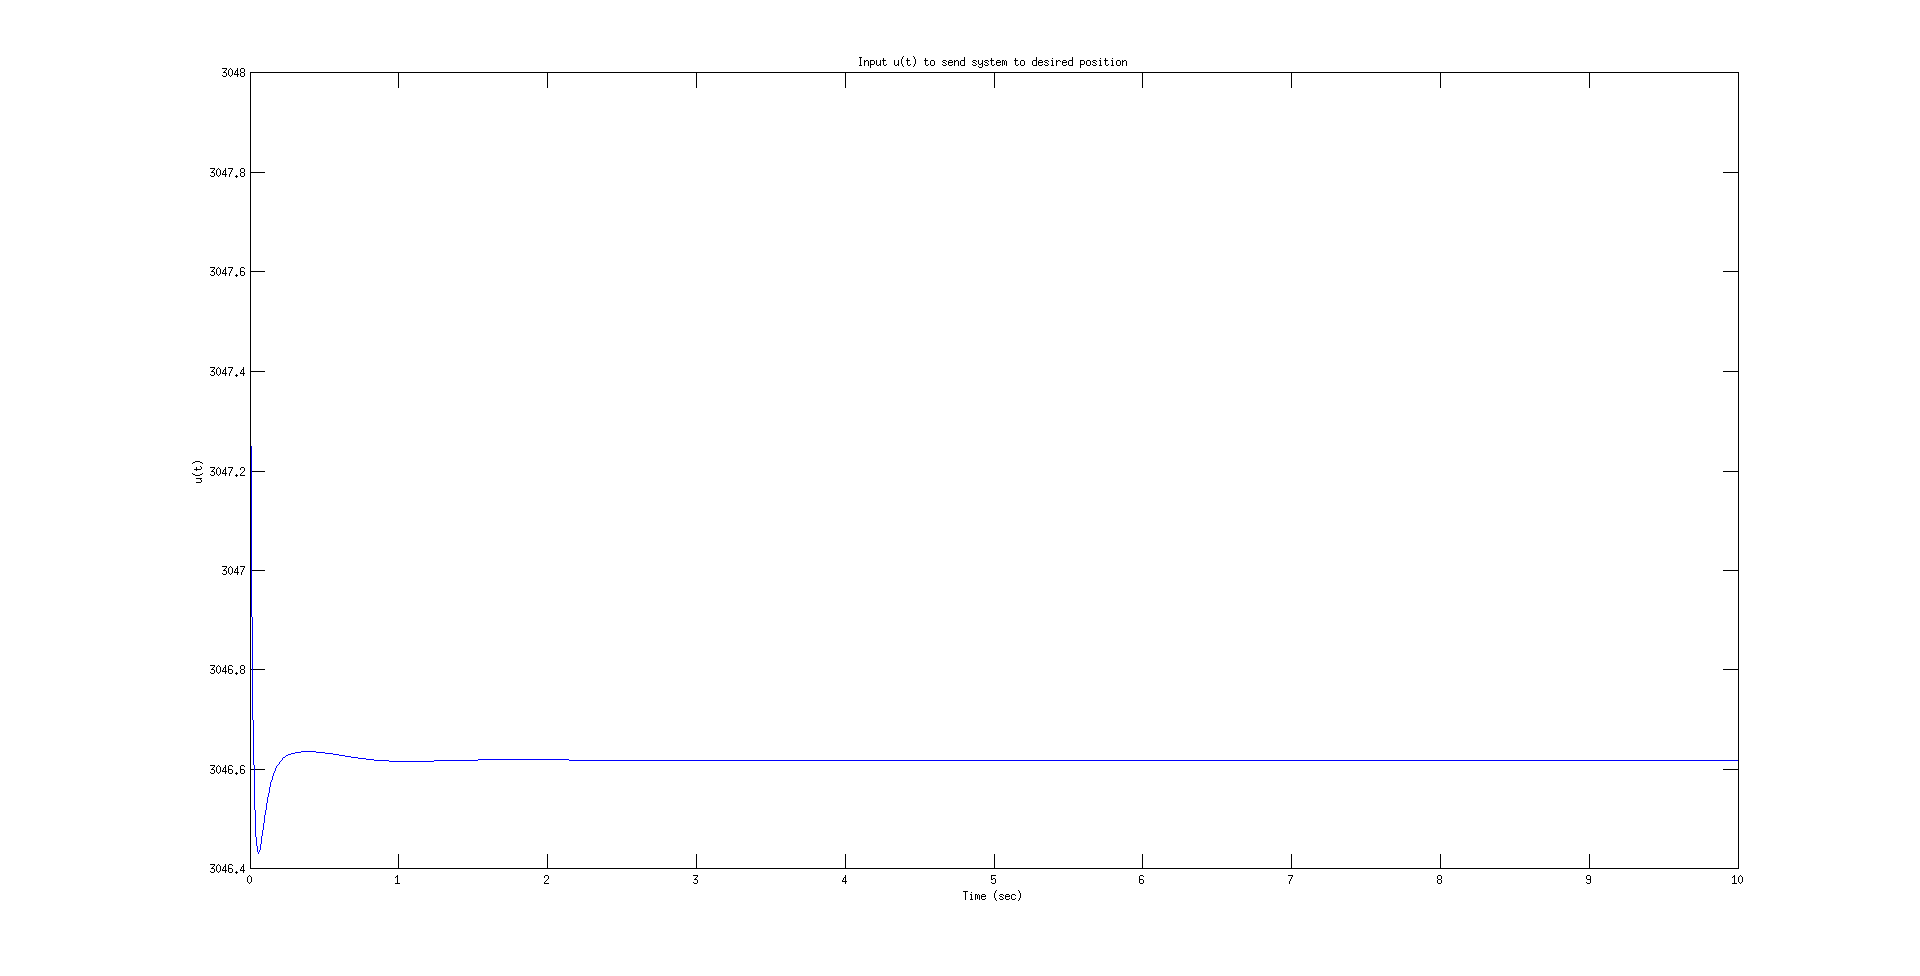 Input u(t) to send system to desired position
3048
3047.8
3047.6
3047.4
3047.2
3047
3046.8
3046.6
3046.4
u(t)
0 1 2 3 4 5 6 7 8 9 10
Time (sec)